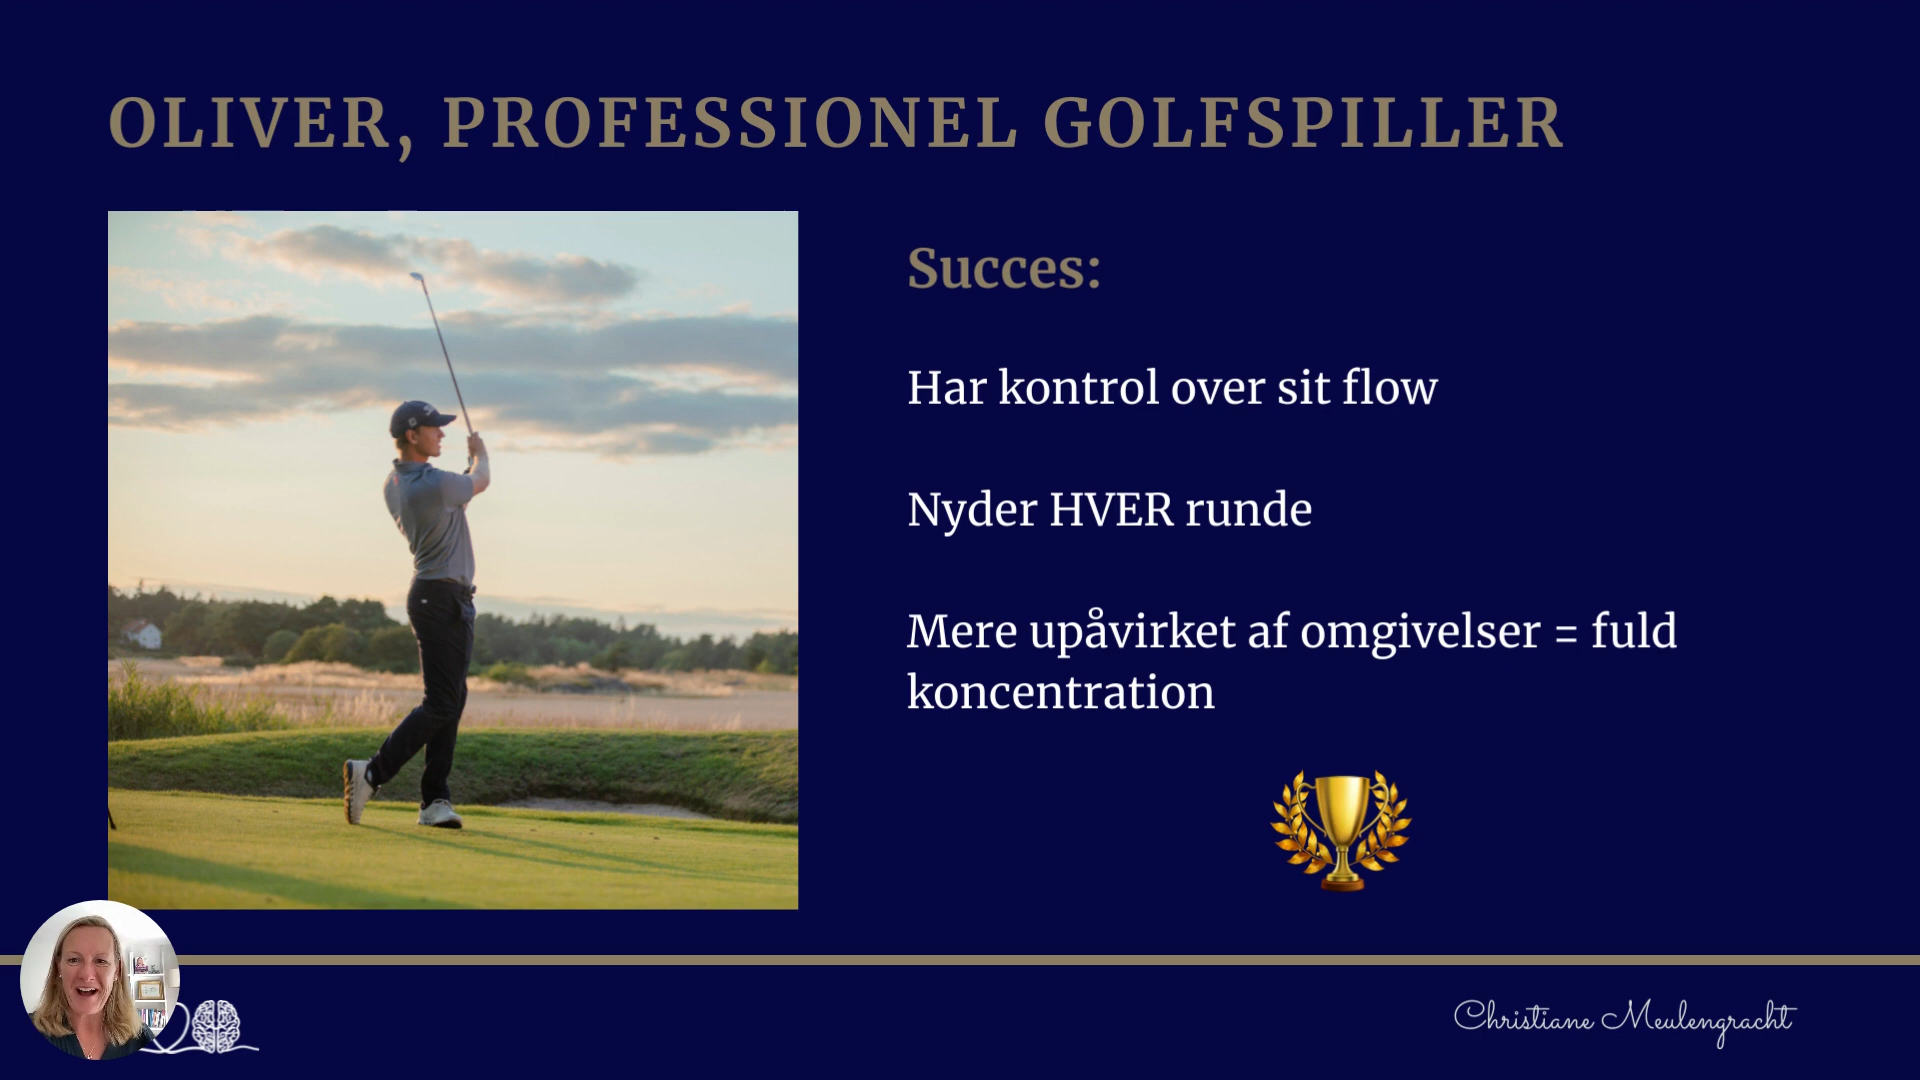 OLIVER, PROFESSIONEL GOLFSPILLER
Succes:
Har kontrol over sit flow
Nyder HVER runde
Mere upåvirket af omgivelser = fuld
koncentration
Christiane Meulengracht